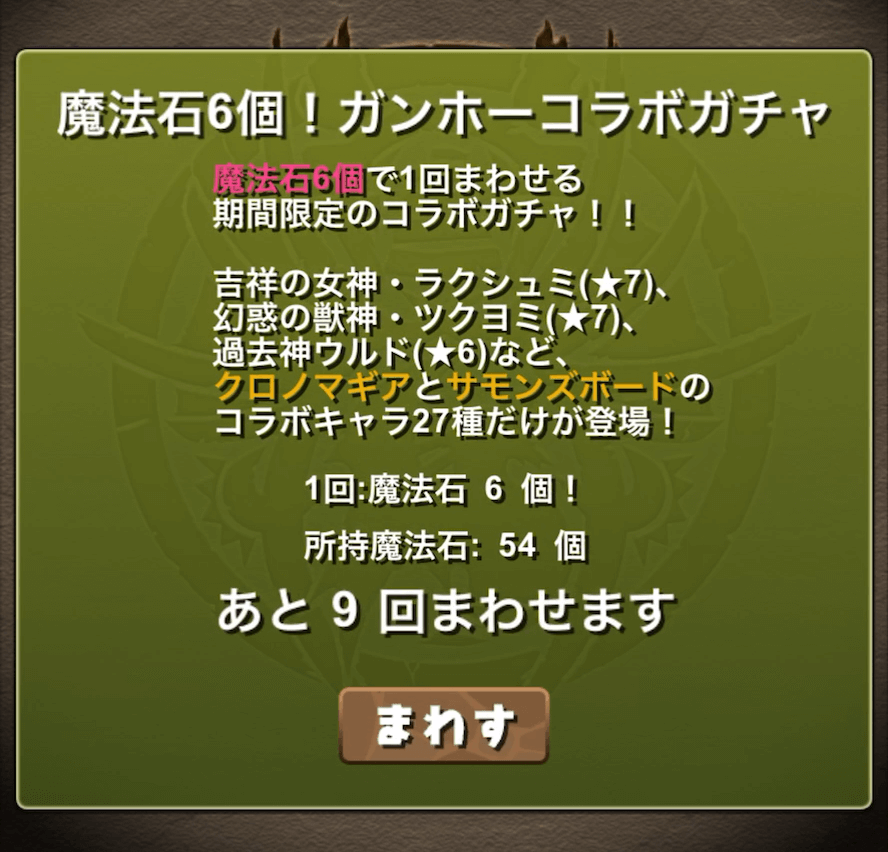 魔法石6個！ガンホーコラボガチャ
魔法石6個で1回まわせる
期間限定のコラボガチャ！！
吉祥の女神・ラクシュミ(★7)、
幻惑の獣神・ツクヨミ(★7)、
過去神ウルド(★6)など、
クロノマギアとサモンズボードの
コラボキャラ27種だけが登場！
1回:魔法石 6 個！
所持魔法石: 54 個
あと 9 回まわせます
まわす